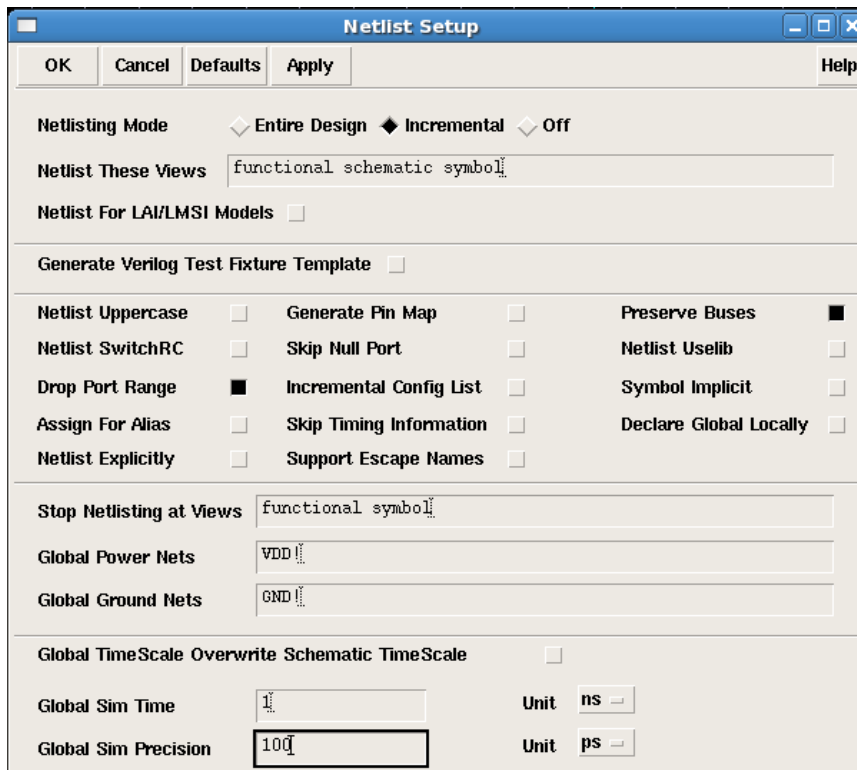 Netlist Setup
OK Cancel Defaults Apply Help
Netlisting Mode Entire Design Incremental Off
Netlist These Views functional schematic symbol
Netlist For LAI/LMSI Models
Generate Verilog Test Fixture Template
Netlist Uppercase Generate Pin Map Preserve Buses
Netlist SwitchRC Skip Null Port Netlist Uselib
Drop Port Range Incremental Config List Symbol Implicit
Assign For Alias Skip Timing Information Declare Global Locally
Netlist Explicitly Support Escape Names
Stop Netlisting at Views functional symbol
Global Power Nets VDD!
Global Ground Nets GND!
Global TimeScale Overwrite Schematic TimeScale
Global Sim Time 1 Unit ns
Global Sim Precision 100 Unit ps